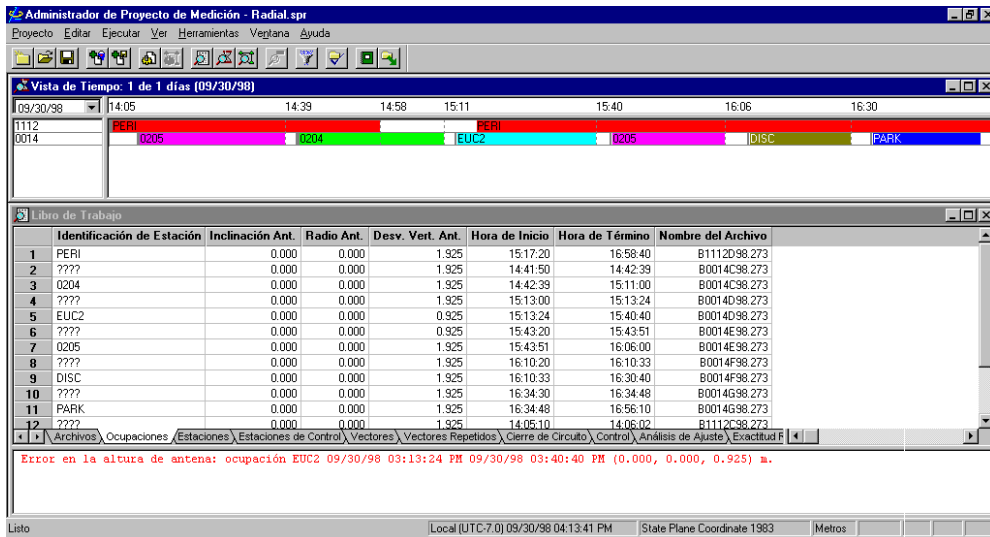 Administrador de Proyecto de Medición - Radial.spr
Proyecto Editar Ejecutar Ver Herramientas Ventana Ayuda
Vista de Tiempo: 1 de 1 días (09/30/98)
09/30/98 14:05 14:39 14:58 15:11 15:40 16:06 16:30
1112 PERI PERI
0014 0205 0204 EUC2 0205 DISC PARK
Libro de Trabajo
Identificación de Estación Inclinación Ant. Radio Ant. Desv. Vert. Ant. Hora de Inicio Hora de Término Nombre del Archivo
1 PERI 0.000 0.000 1.925 15:17:20 16:58:40 B1112D98.273
2 ???? 0.000 0.000 1.925 14:41:50 14:42:39 B0014C98.273
3 0204 0.000 0.000 1.925 14:42:39 15:11:00 B0014C98.273
4 ???? 0.000 0.000 1.925 15:13:00 15:13:24 B0014D98.273
5 EUC2 0.000 0.000 0.925 15:13:24 15:40:40 B0014D98.273
6 ???? 0.000 0.000 1.925 15:43:20 15:43:51 B0014E98.273
7 0205 0.000 0.000 1.925 15:43:51 16:06:00 B0014E98.273
8 ???? 0.000 0.000 1.925 16:10:20 16:10:33 B0014F98.273
9 DISC 0.000 0.000 1.925 16:10:33 16:30:40 B0014F98.273
10 ???? 0.000 0.000 1.925 16:34:30 16:34:48 B0014G98.273
11 PARK 0.000 0.000 1.925 16:34:48 16:56:10 B0014G98.273
12 ???? 0.000 0.000 1.925 14:05:10 14:06:02 B1112C98.273
Archivos Ocupaciones Estaciones Estaciones de Control Vectores Vectores Repetidos Cierre de Circuito Control Análisis de Ajuste Exactitud R
Error en la altura de antena: ocupación EUC2 09/30/98 03:13:24 PM 09/30/98 03:40:40 PM (0.000, 0.000, 0.925) m.
Listo Local (UTC-7.0) 09/30/98 04:13:41 PM State Plane Coordinate 1983 Metros